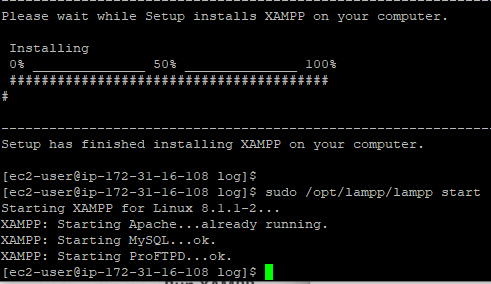 Please wait while Setup installs XAMPP on your computer.
Installing
0% ______________ 50% ______________ 100%
########################################
#
----------------------------------------------------------------------------
Setup has finished installing XAMPP on your computer.
[ec2-user@ip-172-31-16-108 log]$
[ec2-user@ip-172-31-16-108 log]$ sudo /opt/lampp/lampp start
Starting XAMPP for Linux 8.1.1-2...
XAMPP: Starting Apache...already running.
XAMPP: Starting MySQL...ok.
XAMPP: Starting ProFTPD...ok.
[ec2-user@ip-172-31-16-108 log]$